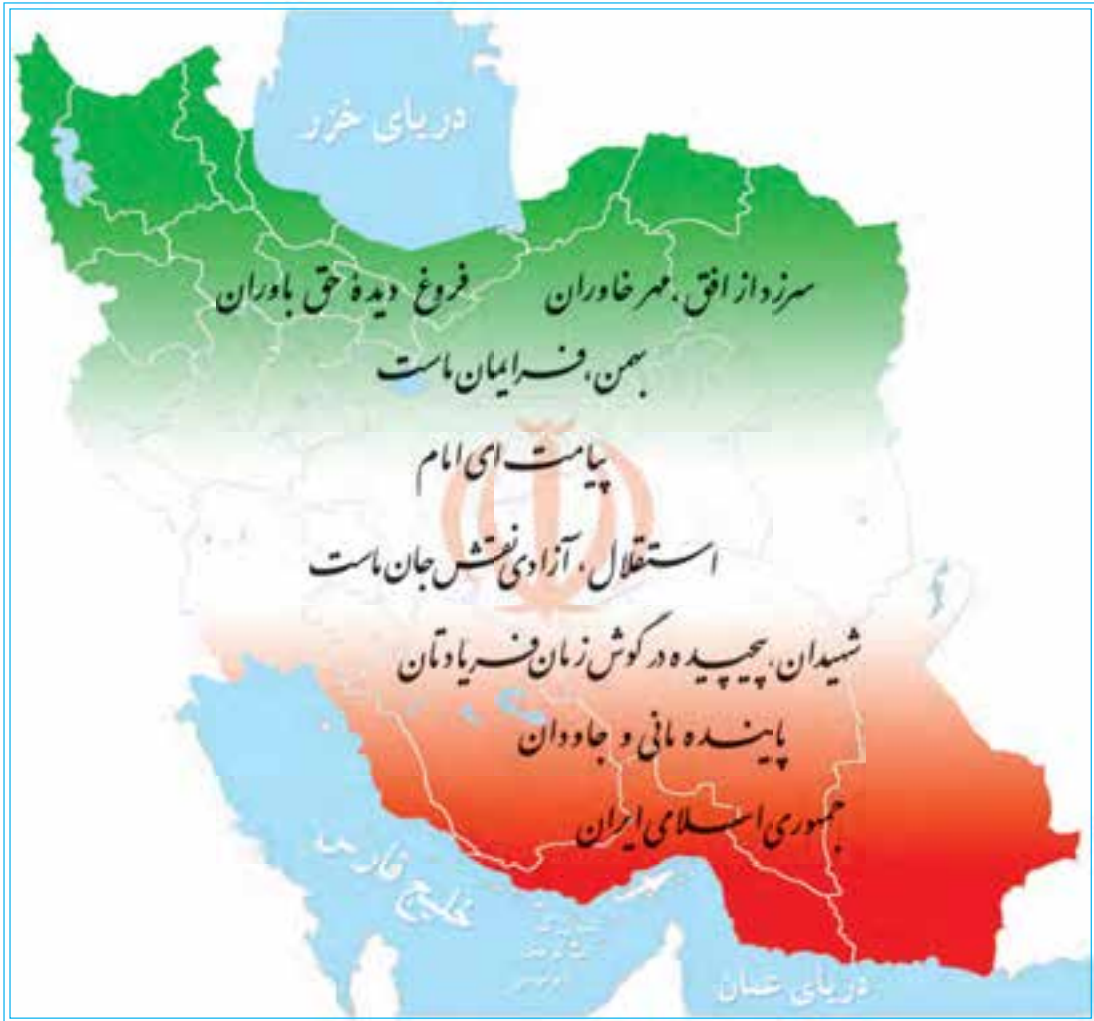 دریای خزر
سرزد از افق، مهر خاوران فروغ دیدهٔ حق باوران
بهمن، فر ایمان ماست
پیامت ای امام
استقلال، آزادی نقش جان ماست
شهیدان، پیچیده در گوش زمان فریادتان
پاینده مانی و جاودان
جمهوری اسلامی ایران
خلیج فارس
دریای عمان